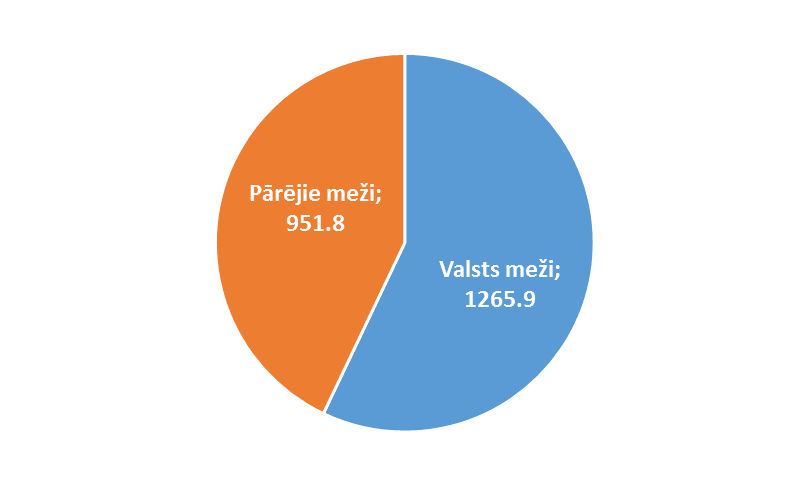 Pārējie meži;
951.8
Valsts meži;
1265.9